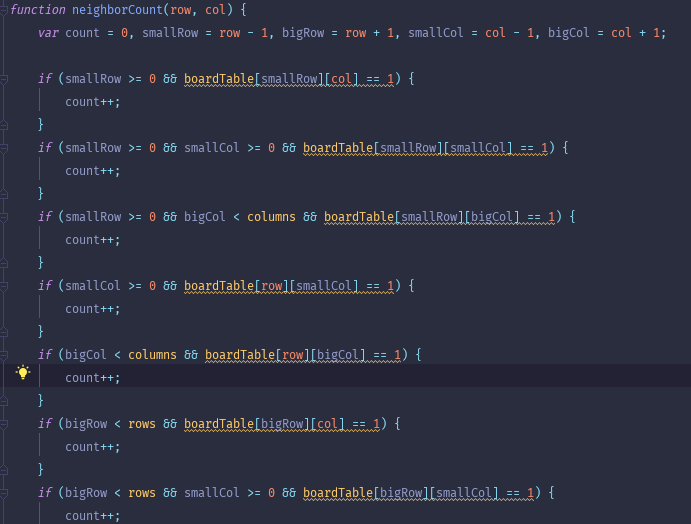 function neighborCount(row, col) {
    var count = 0, smallRow = row - 1, bigRow = row + 1, smallCol = col - 1, bigCol = col + 1;
    if (smallRow >= 0 && boardTable[smallRow][col] == 1) {
        count++;
    }
    if (smallRow >= 0 && smallCol >= 0 && boardTable[smallRow][smallCol] == 1) {
        count++;
    }
    if (smallRow >= 0 && bigCol < columns && boardTable[smallRow][bigCol] == 1) {
        count++;
    }
    if (smallCol >= 0 && boardTable[row][smallCol] == 1) {
        count++;
    }
    if (bigCol < columns && boardTable[row][bigCol] == 1) {
        count++;
    }
    if (bigRow < rows && boardTable[bigRow][col] == 1) {
        count++;
    }
    if (bigRow < rows && smallCol >= 0 && boardTable[bigRow][smallCol] == 1) {
        count++;